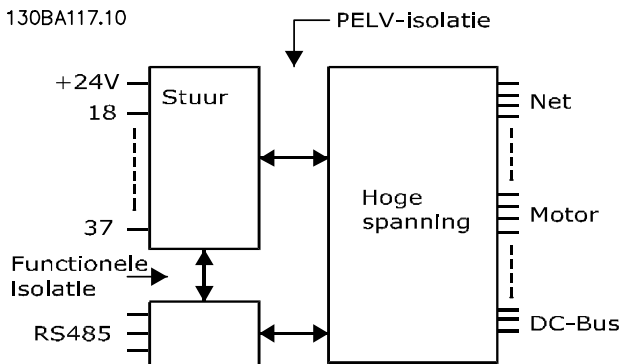 130BA117.10
PELV-isolatie
+24V
Stuur
18
Net
37
Hoge
spanning
Motor
Functionele
Isolatie
RS485
DC-Bus